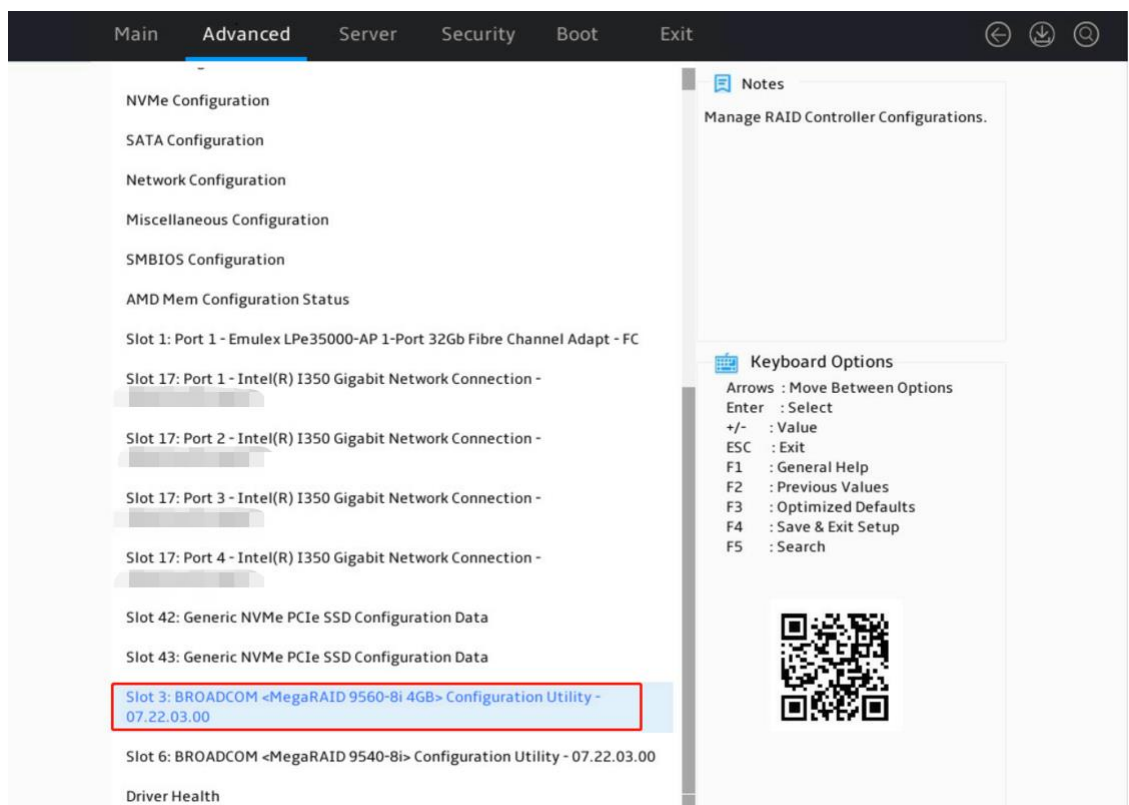 Main Advanced Server Security Boot Exit
NVMe Configuration
SATA Configuration
Network Configuration
Miscellaneous Configuration
SMBIOS Configuration
AMD Mem Configuration Status
Slot 1: Port 1 - Emulex LPe35000-AP 1-Port 32Gb Fibre Channel Adapt - FC
Slot 17: Port 1 - Intel(R) I350 Gigabit Network Connection -
Slot 17: Port 2 - Intel(R) I350 Gigabit Network Connection -
Slot 17: Port 3 - Intel(R) I350 Gigabit Network Connection -
Slot 17: Port 4 - Intel(R) I350 Gigabit Network Connection -
Slot 42: Generic NVMe PCIe SSD Configuration Data
Slot 43: Generic NVMe PCIe SSD Configuration Data
Slot 3: BROADCOM <MegaRAID 9560-8i 4GB> Configuration Utility -
07.22.03.00
Slot 6: BROADCOM <MegaRAID 9540-8i> Configuration Utility - 07.22.03.00
Driver Health
Notes
Manage RAID Controller Configurations.
Keyboard Options
Arrows : Move Between Options
Enter : Select
+/- : Value
ESC : Exit
F1 : General Help
F2 : Previous Values
F3 : Optimized Defaults
F4 : Save & Exit Setup
F5 : Search